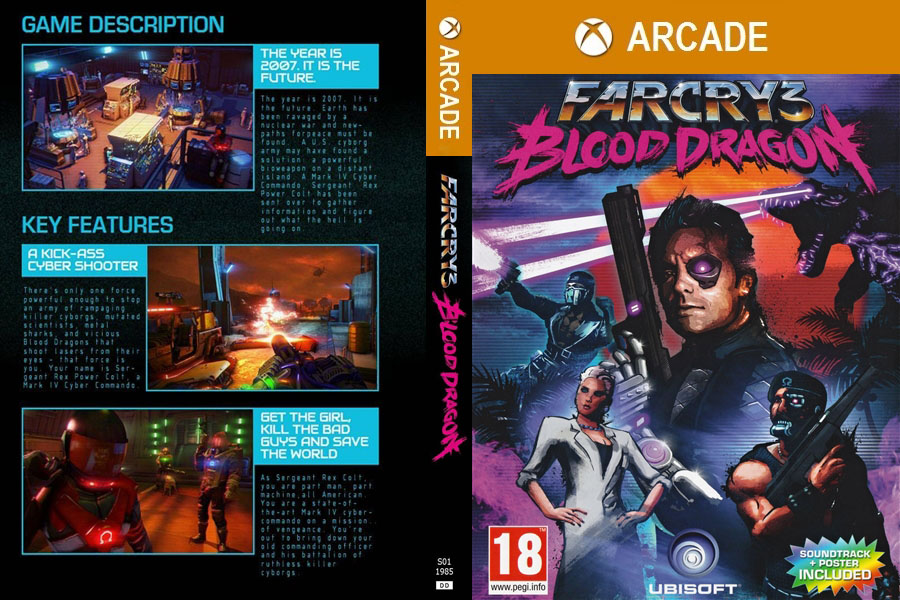 GAME DESCRIPTION
THE YEAR IS
2007. IT IS THE
FUTURE.
The year is 2007. It is
the future. Earth has
been ravaged by a
nuclear war and new-
paths forpeace must be
found. A U.S. cyborg
army may have found a
solution: a powerful
bioweapon on a distant
island. A Mark IV Cyber
Commando, Sergeant Rex
Power Colt has been
sent over to gather
information and figure
out what the hell is
going on.
KEY FEATURES
A KICK-ASS
CYBER SHOOTER
There's only one force
powerful enough to stop
an army of rampaging
killer cyborgs, mutated
scientists, metal
sharks, and vicious
Blood Dragons that
shoot lasers from their
eyes - that force is
you. Your name is Ser-
geant Rex Power Colt, a
Mark IV Cyber Commando.
GET THE GIRL,
KILL THE BAD
GUYS AND SAVE
THE WORLD
As Sergeant Rex Colt,
you are part man, part
machine,all American.
You are a state-of-
the-art Mark IV cyber-
commando on a mission..
of vengeance. You're
out to bring down your
old commanding officer
and his battalion of
ruthless killer
cyborgs.
ARCADE
FARCRY3
BLOOD DRAGON
S01
1985
DD
ARCADE
FARCRY3
BLOOD DRAGON
18
www.pegi.info
UBISOFT
SOUNDTRACK
+ POSTER
INCLUDED